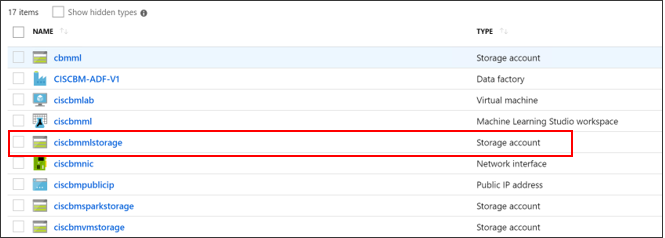 17 items Show hidden types
NAME TYPE
cbmml Storage account
CISCBM-ADF-V1 Data factory
ciscbmlab Virtual machine
ciscbmml Machine Learning Studio workspace
ciscbmmlstorage Storage account
ciscbmnic Network interface
ciscbmpublicip Public IP address
ciscbmsparkstorage Storage account
ciscbmvmstorage Storage account